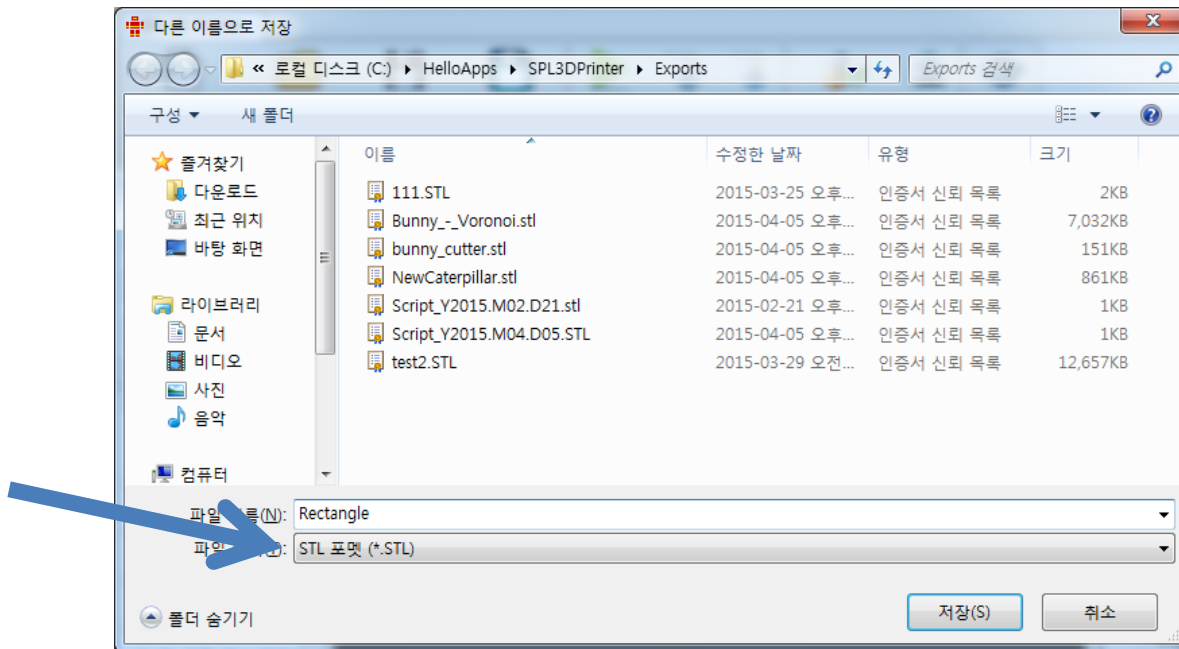 다른 이름으로 저장
« 로컬 디스크 (C:) ▸ HelloApps ▸ SPL3DPrinter ▸ Exports
Exports 검색
구성 새 폴더
이름 수정한 날짜 유형 크기
즐겨찾기
다운로드
최근 위치
바탕 화면
라이브러리
문서
비디오
사진
음악
컴퓨터
111.STL 2015-03-25 오후... 인증서 신뢰 목록 2KB
Bunny_-_Voronoi.stl 2015-04-05 오후... 인증서 신뢰 목록 7,032KB
bunny_cutter.stl 2015-04-05 오후... 인증서 신뢰 목록 151KB
NewCaterpillar.stl 2015-04-05 오후... 인증서 신뢰 목록 861KB
Script_Y2015.M02.D21.stl 2015-02-21 오후... 인증서 신뢰 목록 1KB
Script_Y2015.M04.D05.STL 2015-04-05 오후... 인증서 신뢰 목록 1KB
test2.STL 2015-03-29 오전... 인증서 신뢰 목록 12,657KB
파일 (N): Rectangle
STL 포멧 (*.STL)
폴더 숨기기
저장(S) 취소